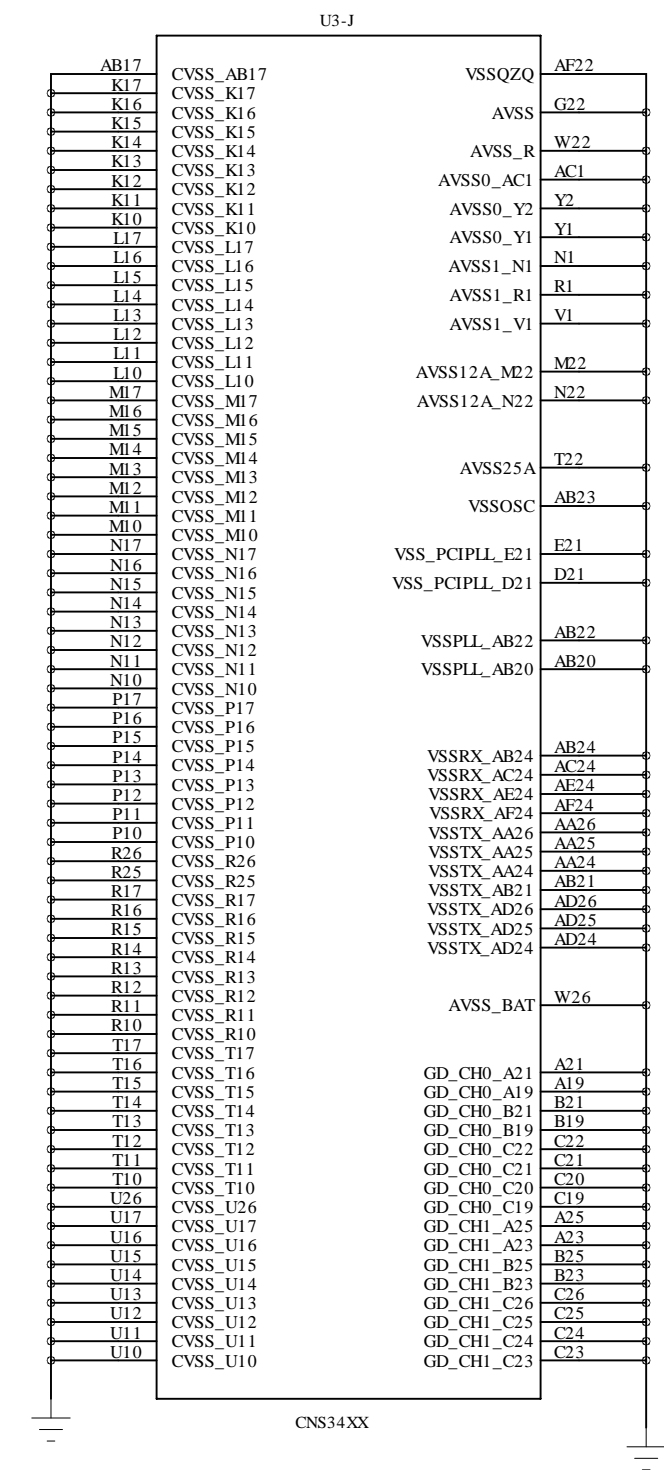 U3-J
AB17 CVSS_AB17 VSSQZQ AF22
K17 CVSS_K17
K16 CVSS_K16 AVSS G22
K15 CVSS_K15
K14 CVSS_K14 AVSS_R W22
K13 CVSS_K13
K12 CVSS_K12 AVSS0_AC1 AC1
K11 CVSS_K11 AVSS0_Y2 Y2
K10 CVSS_K10 AVSS0_Y1 Y1
L17 CVSS_L17
L16 CVSS_L16 AVSS1_N1 N1
L15 CVSS_L15
L14 CVSS_L14 AVSS1_R1 R1
L13 CVSS_L13 AVSS1_V1 V1
L12 CVSS_L12
L11 CVSS_L11
L10 CVSS_L10 AVSS12A_M22 M22
M17 CVSS_M17 AVSS12A_N22 N22
M16 CVSS_M16
M15 CVSS_M15
M14 CVSS_M14 AVSS25A T22
M13 CVSS_M13
M12 CVSS_M12 VSSOSC AB23
M11 CVSS_M11
M10 CVSS_M10
N17 CVSS_N17 VSS_PCIPLL_E21 E21
N16 CVSS_N16
N15 CVSS_N15 VSS_PCIPLL_D21 D21
N14 CVSS_N14
N13 CVSS_N13
N12 CVSS_N12 VSSPLL_AB22 AB22
N11 CVSS_N11 VSSPLL_AB20 AB20
N10 CVSS_N10
P17 CVSS_P17
P16 CVSS_P16
P15 CVSS_P15
P14 CVSS_P14 VSSRX_AB24 AB24
P13 CVSS_P13 VSSRX_AC24 AC24
P12 CVSS_P12 VSSRX_AE24 AE24
P11 CVSS_P11 VSSRX_AF24 AF24
P10 CVSS_P10 VSSTX_AA26 AA26
R26 CVSS_R26 VSSTX_AA25 AA25
R25 CVSS_R25 VSSTX_AA24 AA24
R17 CVSS_R17 VSSTX_AB21 AB21
R16 CVSS_R16 VSSTX_AD26 AD26
R15 CVSS_R15 VSSTX_AD25 AD25
R14 CVSS_R14 VSSTX_AD24 AD24
R13 CVSS_R13
R12 CVSS_R12
R11 CVSS_R11 AVSS_BAT W26
R10 CVSS_R10
T17 CVSS_T17
T16 CVSS_T16 GD_CH0_A21 A21
T15 CVSS_T15 GD_CH0_A19 A19
T14 CVSS_T14 GD_CH0_B21 B21
T13 CVSS_T13 GD_CH0_B19 B19
T12 CVSS_T12 GD_CH0_C22 C22
T11 CVSS_T11 GD_CH0_C21 C21
T10 CVSS_T10 GD_CH0_C20 C20
U26 CVSS_U26 GD_CH0_C19 C19
U17 CVSS_U17 GD_CH1_A25 A25
U16 CVSS_U16 GD_CH1_A23 A23
U15 CVSS_U15 GD_CH1_B25 B25
U14 CVSS_U14 GD_CH1_B23 B23
U13 CVSS_U13 GD_CH1_C26 C26
U12 CVSS_U12 GD_CH1_C25 C25
U11 CVSS_U11 GD_CH1_C24 C24
U10 CVSS_U10 GD_CH1_C23 C23
CNS34XX